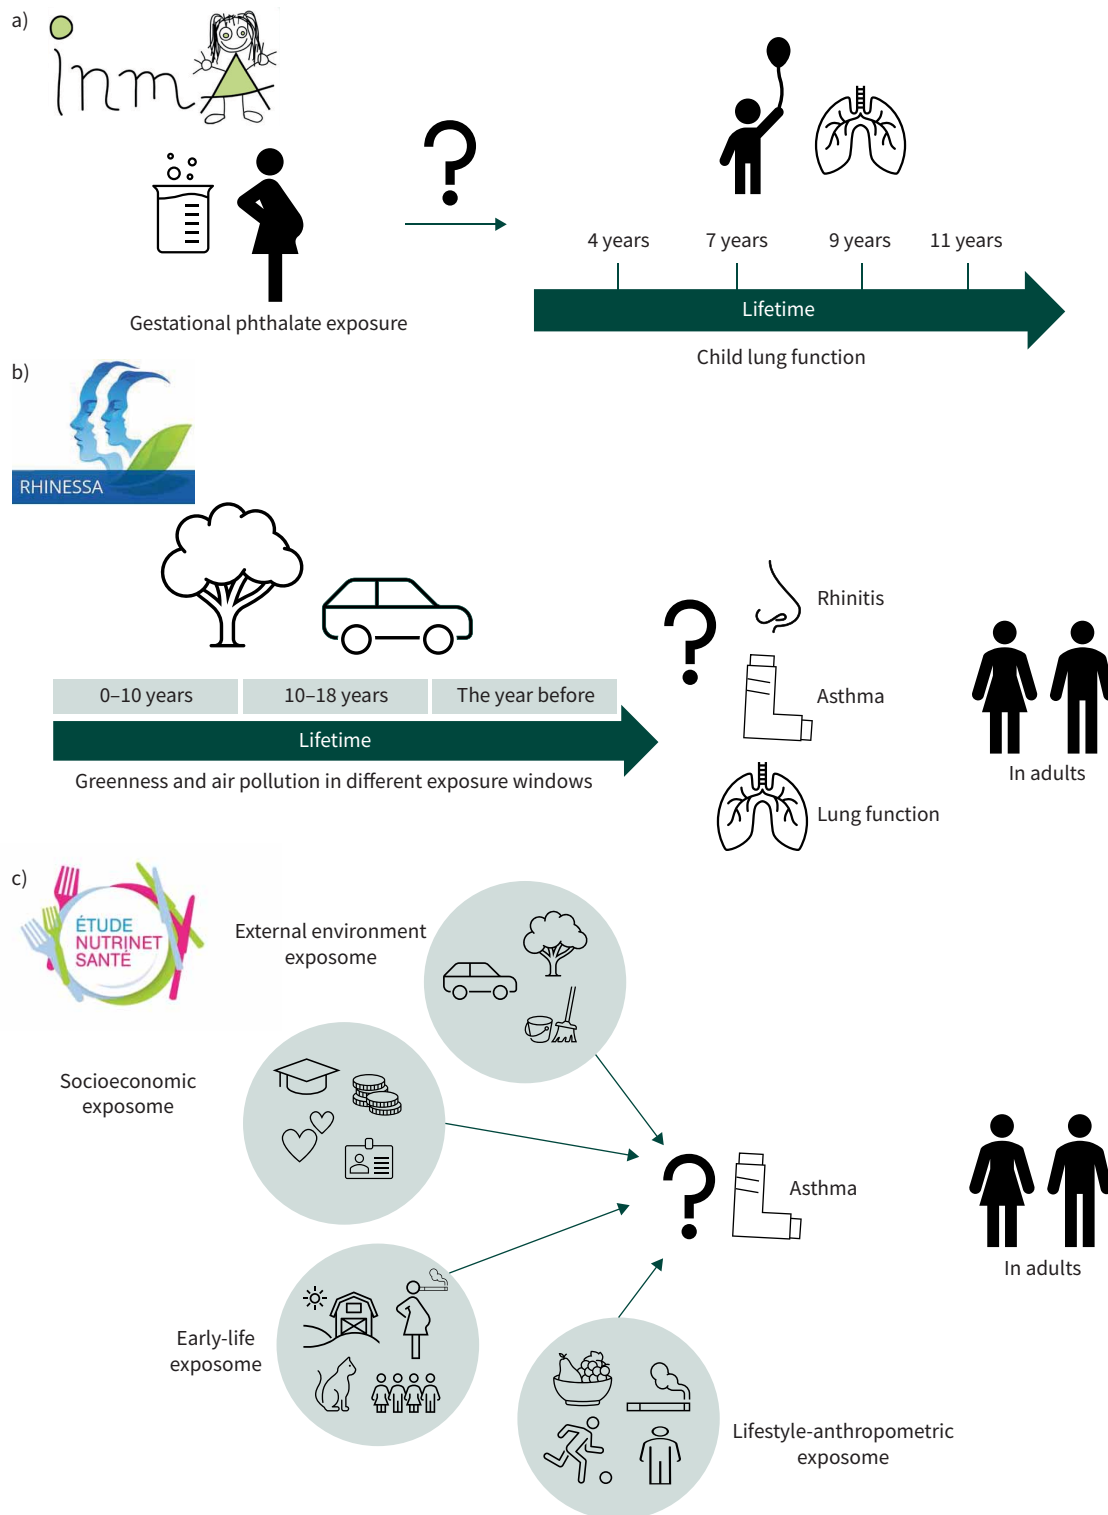 a)
inma
Gestational phthalate exposure
4 years
7 years
9 years
11 years
Lifetime
Child lung function
b)
RHINESSA
0–10 years
10–18 years
The year before
Lifetime
Greenness and air pollution in different exposure windows
Rhinitis
Asthma
Lung function
In adults
c)
ÉTUDE
NUTRINET
SANTÉ
External environment
exposome
Socioeconomic
exposome
Early-life
exposome
Lifestyle-anthropometric
exposome
Asthma
In adults